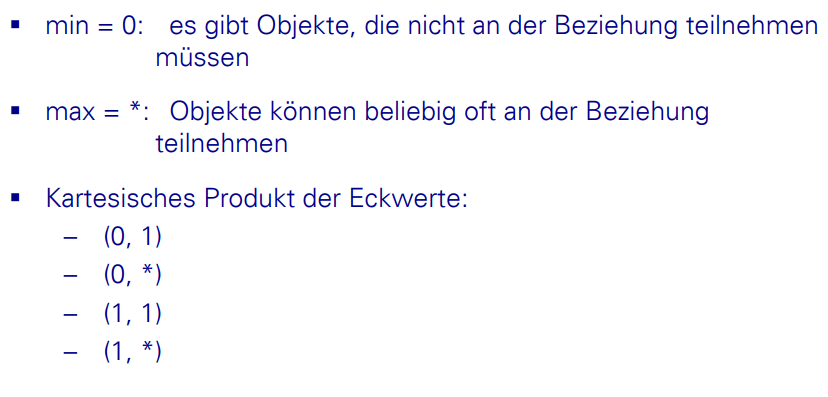 ▪ min = 0: es gibt Objekte, die nicht an der Beziehung teilnehmen
müssen
▪ max = *: Objekte können beliebig oft an der Beziehung
teilnehmen
▪ Kartesisches Produkt der Eckwerte:
– (0, 1)
– (0, *)
– (1, 1)
– (1, *)